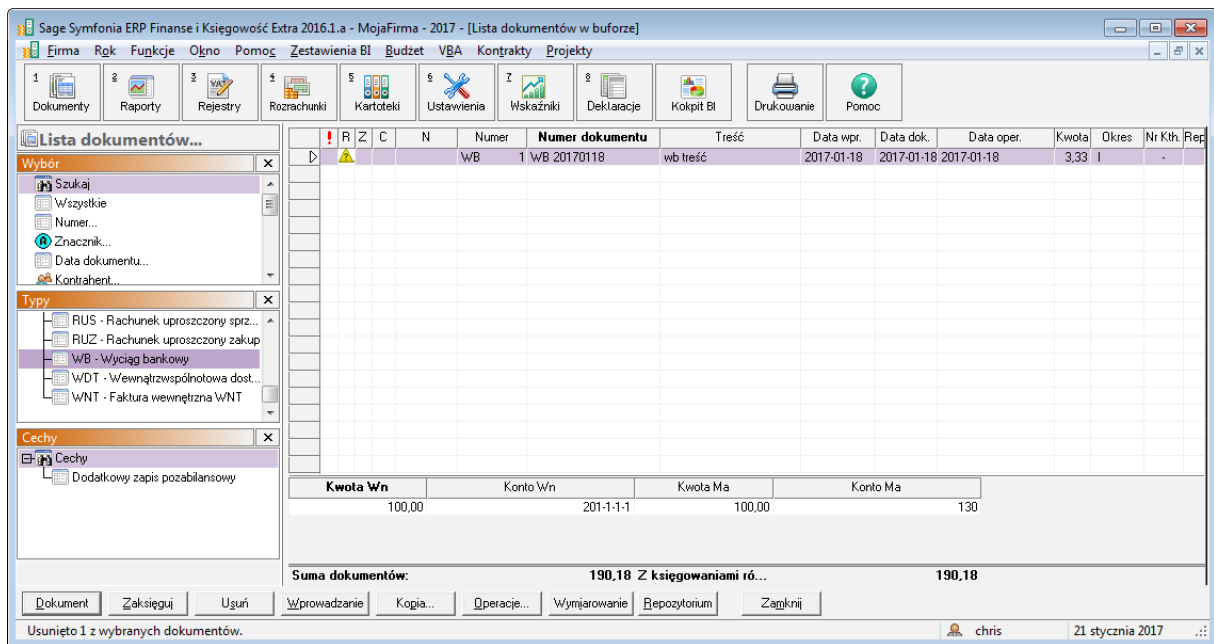 Sage Symfonia ERP Finanse i Księgowość Extra 2016.1.a - MojaFirma - 2017 - [Lista dokumentów w buforze]
Firma Rok Funkcje Okno Pomoc Zestawienia BI Budżet VBA Kontrakty Projekty
1 2 3 4 5 6 7 8
Dokumenty Raporty Rejestry Rozrachunki Kartoteki Ustawienia Wskaźniki Deklaracje Kokpit BI Drukowanie Pomoc
Lista dokumentów...
Wybór
Szukaj
Wszystkie
Numer...
Znacznik...
Data dokumentu...
Kontrahent...
Typy
RUS - Rachunek uproszczony sprz...
RUZ - Rachunek uproszczony zakup
WB - Wyciąg bankowy
WDT - Wewnątrzwspólnotowa dost...
WNT - Faktura wewnętrzna WNT
Cechy
Cechy
Dodatkowy zapis pozabilansowy
! R Z C N Numer Numer dokumentu Treść Data wpr. Data dok. Data oper. Kwota Okres Nr Kth. Rep
WB 1 WB 20170118 wb treść 2017-01-18 2017-01-18 2017-01-18 3,33 I -
Kwota Wn Konto Wn Kwota Ma Konto Ma
100,00 201-1-1-1 100,00 130
Suma dokumentów: 190,18 Z księgowaniami ró... 190,18
Dokument Zaksięguj Usuń Wprowadzanie Kopia... Operacje... Wymiarowanie Repozytorium Zamknij
Usunięto 1 z wybranych dokumentów. chris 21 stycznia 2017